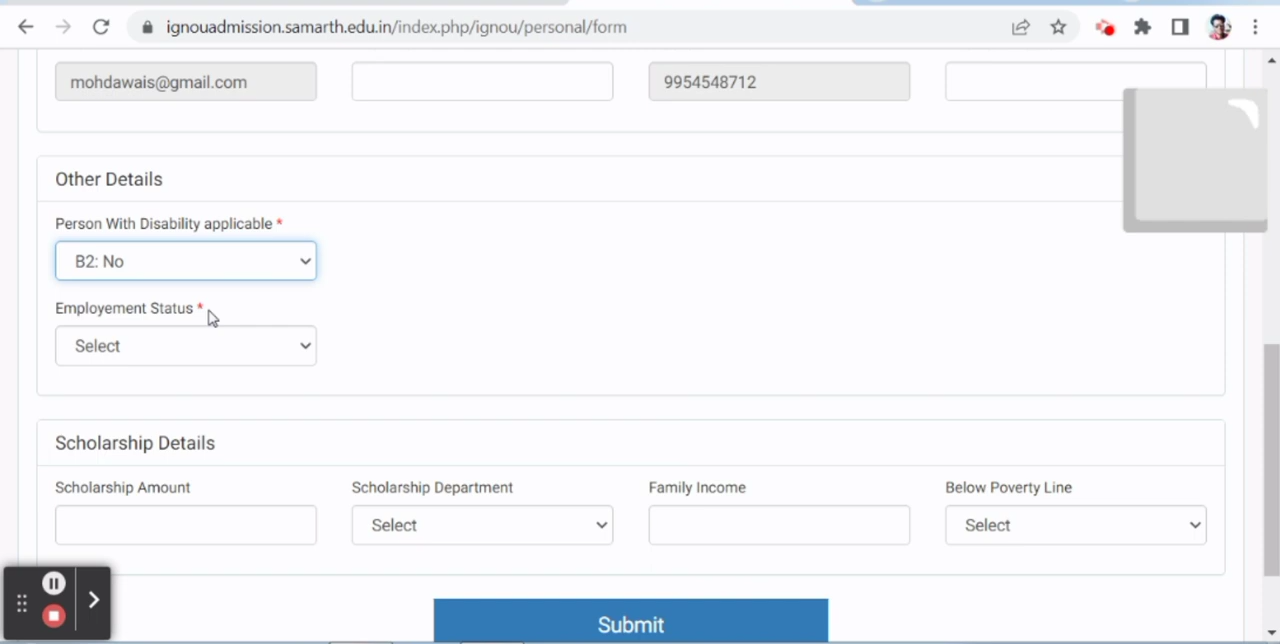 ignouadmission.samarth.edu.in/index.php/ignou/personal/form
mohdawais@gmail.com 9954548712
Other Details
Person With Disability applicable *
B2: No
Employement Status *
Select
Scholarship Details
Scholarship Amount Scholarship Department Family Income Below Poverty Line
Select Select
Submit